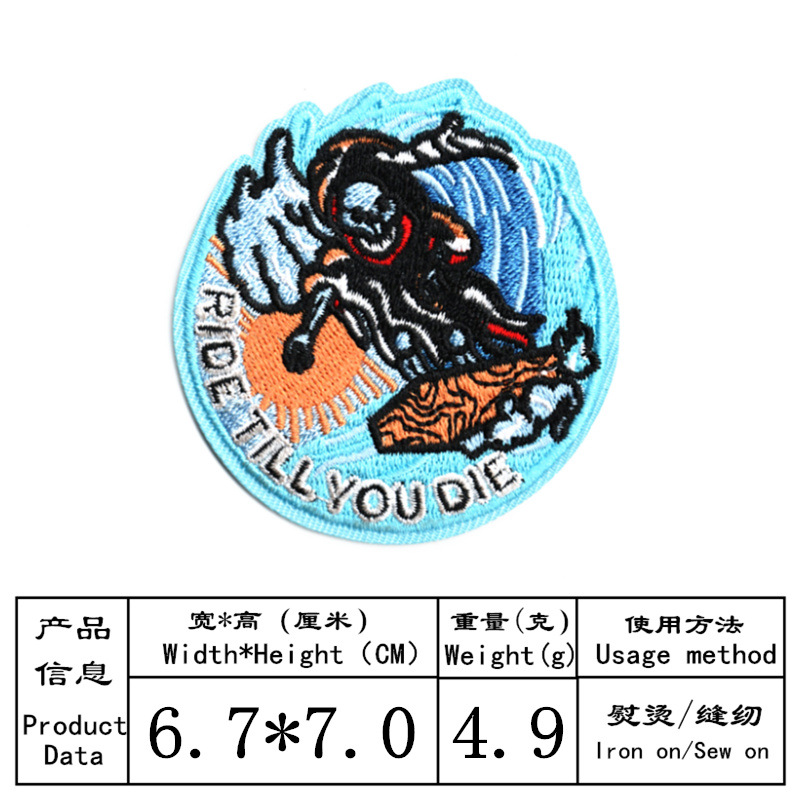 RIDE TILL YOU DIE
产品
信息
Product
Data
宽*高 (厘米)
Width*Height (CM)
重量(克)
Weight(g)
使用方法
Usage method
6.7*7.0
4.9
熨烫/缝纫
Iron on/Sew on